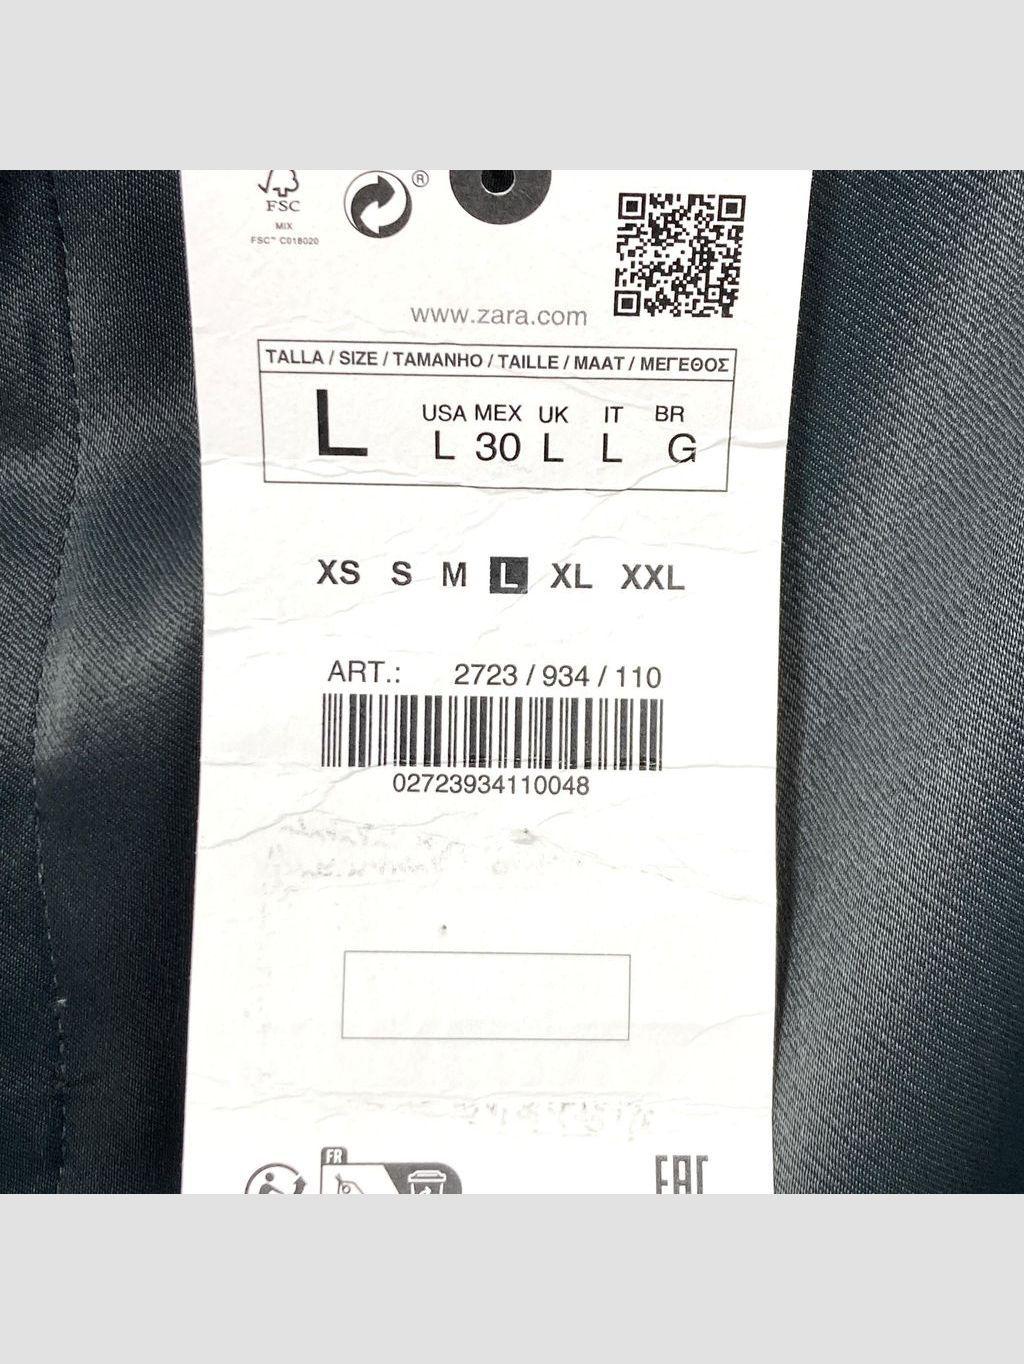 FSC
MIX
FSC™ C018020
®
www.zara.com
TALLA / SIZE / TAMANHO / TAILLE / MAAT / ΜΕΓΕΘΟΣ
USA MEX UK IT BR
L L 30 L L G
XS S M L XL XXL
ART.: 2723 / 934 / 110
02723934110048
FR
EAC